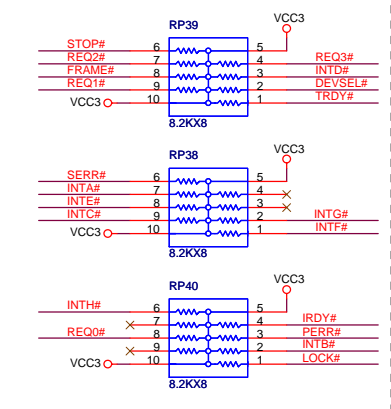 RP39
VCC3
STOP# 6 5
REQ2# 7 4 REQ3#
FRAME# 8 3 INTD#
REQ1# 9 2 DEVSEL#
VCC3 10 1 TRDY#
8.2KX8
RP38
VCC3
SERR# 6 5
INTA# 7 4
INTE# 8 3
INTC# 9 2 INTG#
VCC3 10 1 INTF#
8.2KX8
RP40
VCC3
INTH# 6 5
7 4 IRDY#
REQ0# 8 3 PERR#
9 2 INTB#
VCC3 10 1 LOCK#
8.2KX8